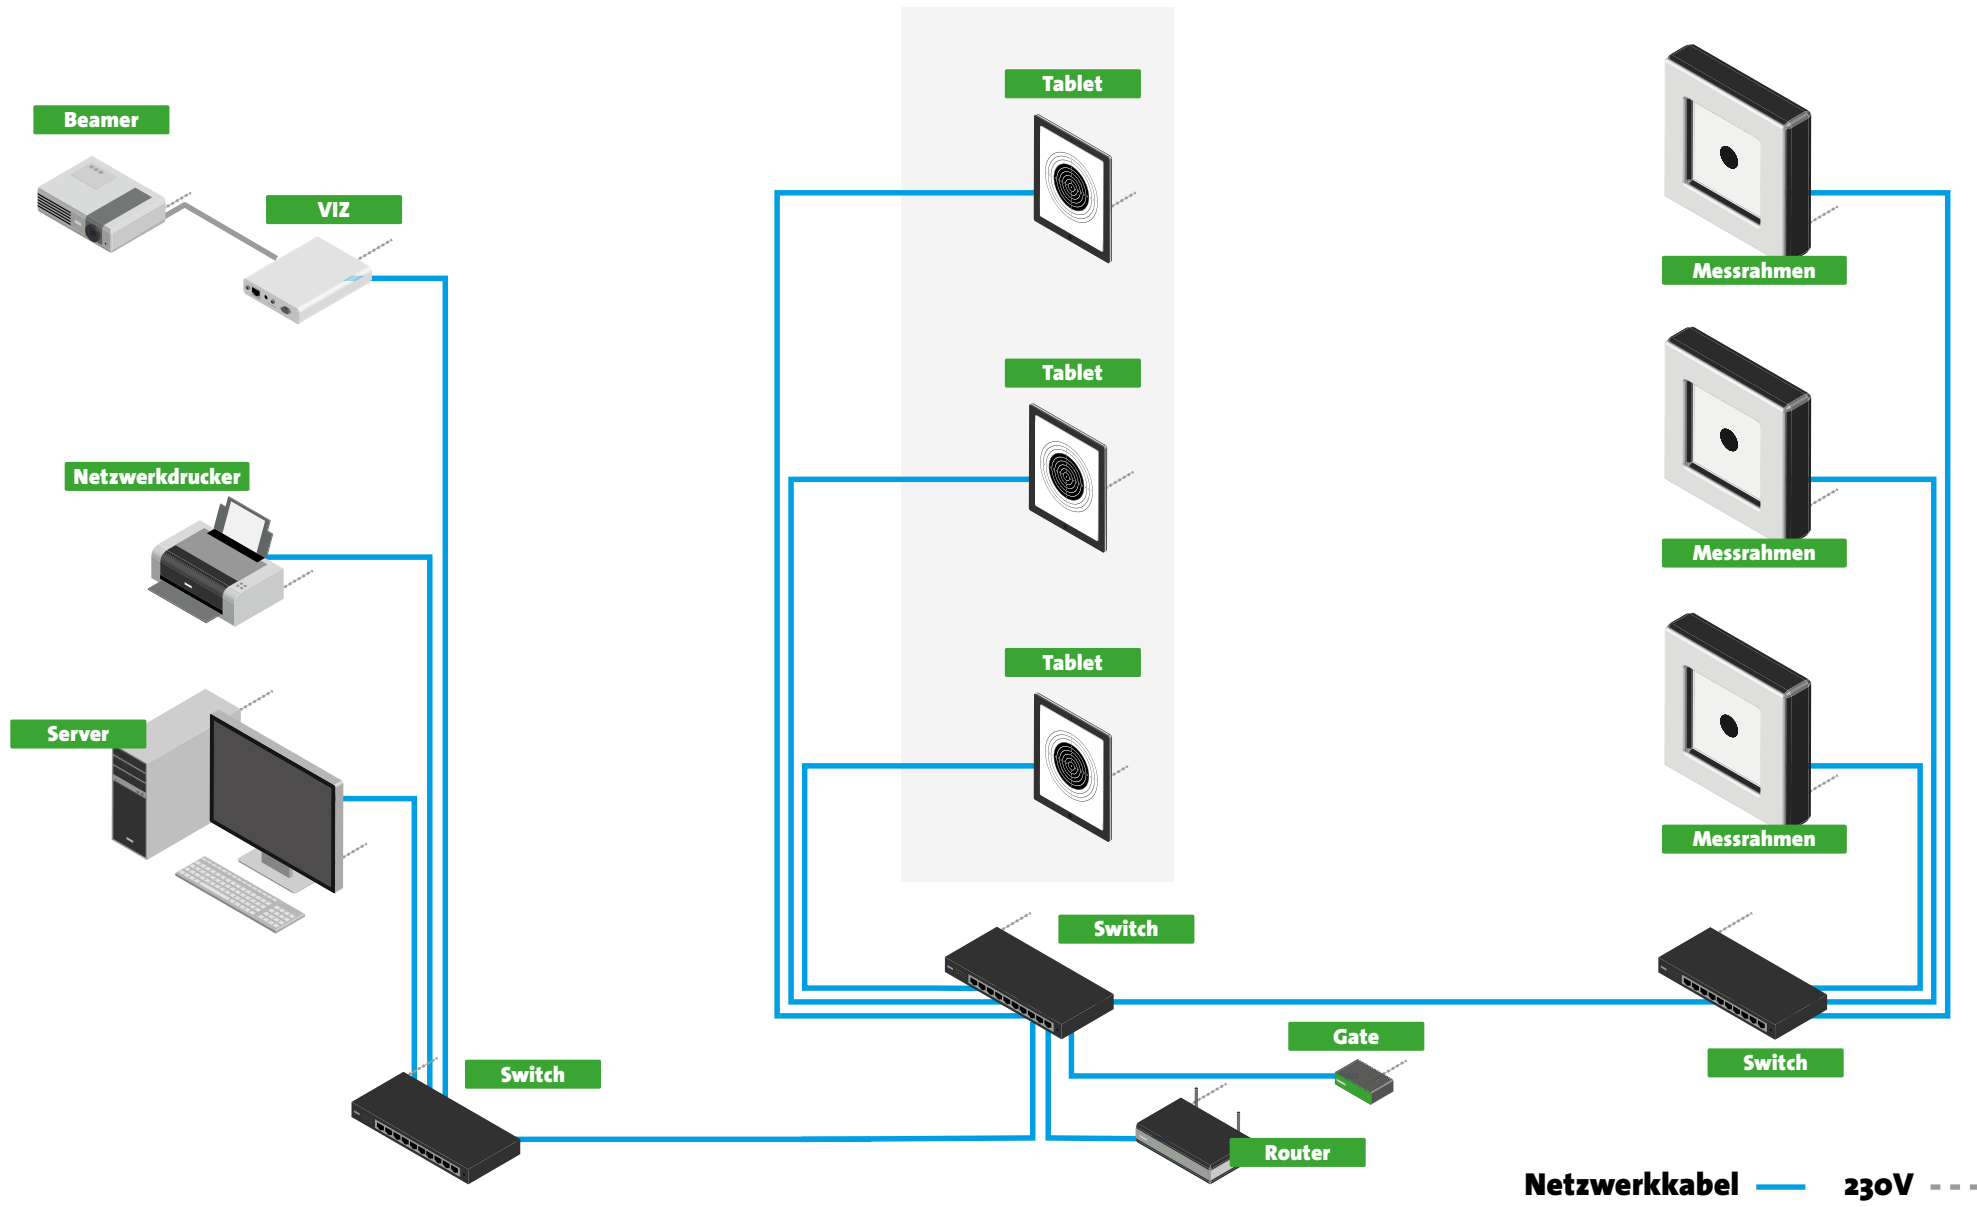 Tablet
Beamer
VIZ
Messrahmen
Tablet
Netzwerkdrucker
Messrahmen
Tablet
Server
Messrahmen
Switch
Gate
Switch
Switch
Router
Netzwerkkabel
230V